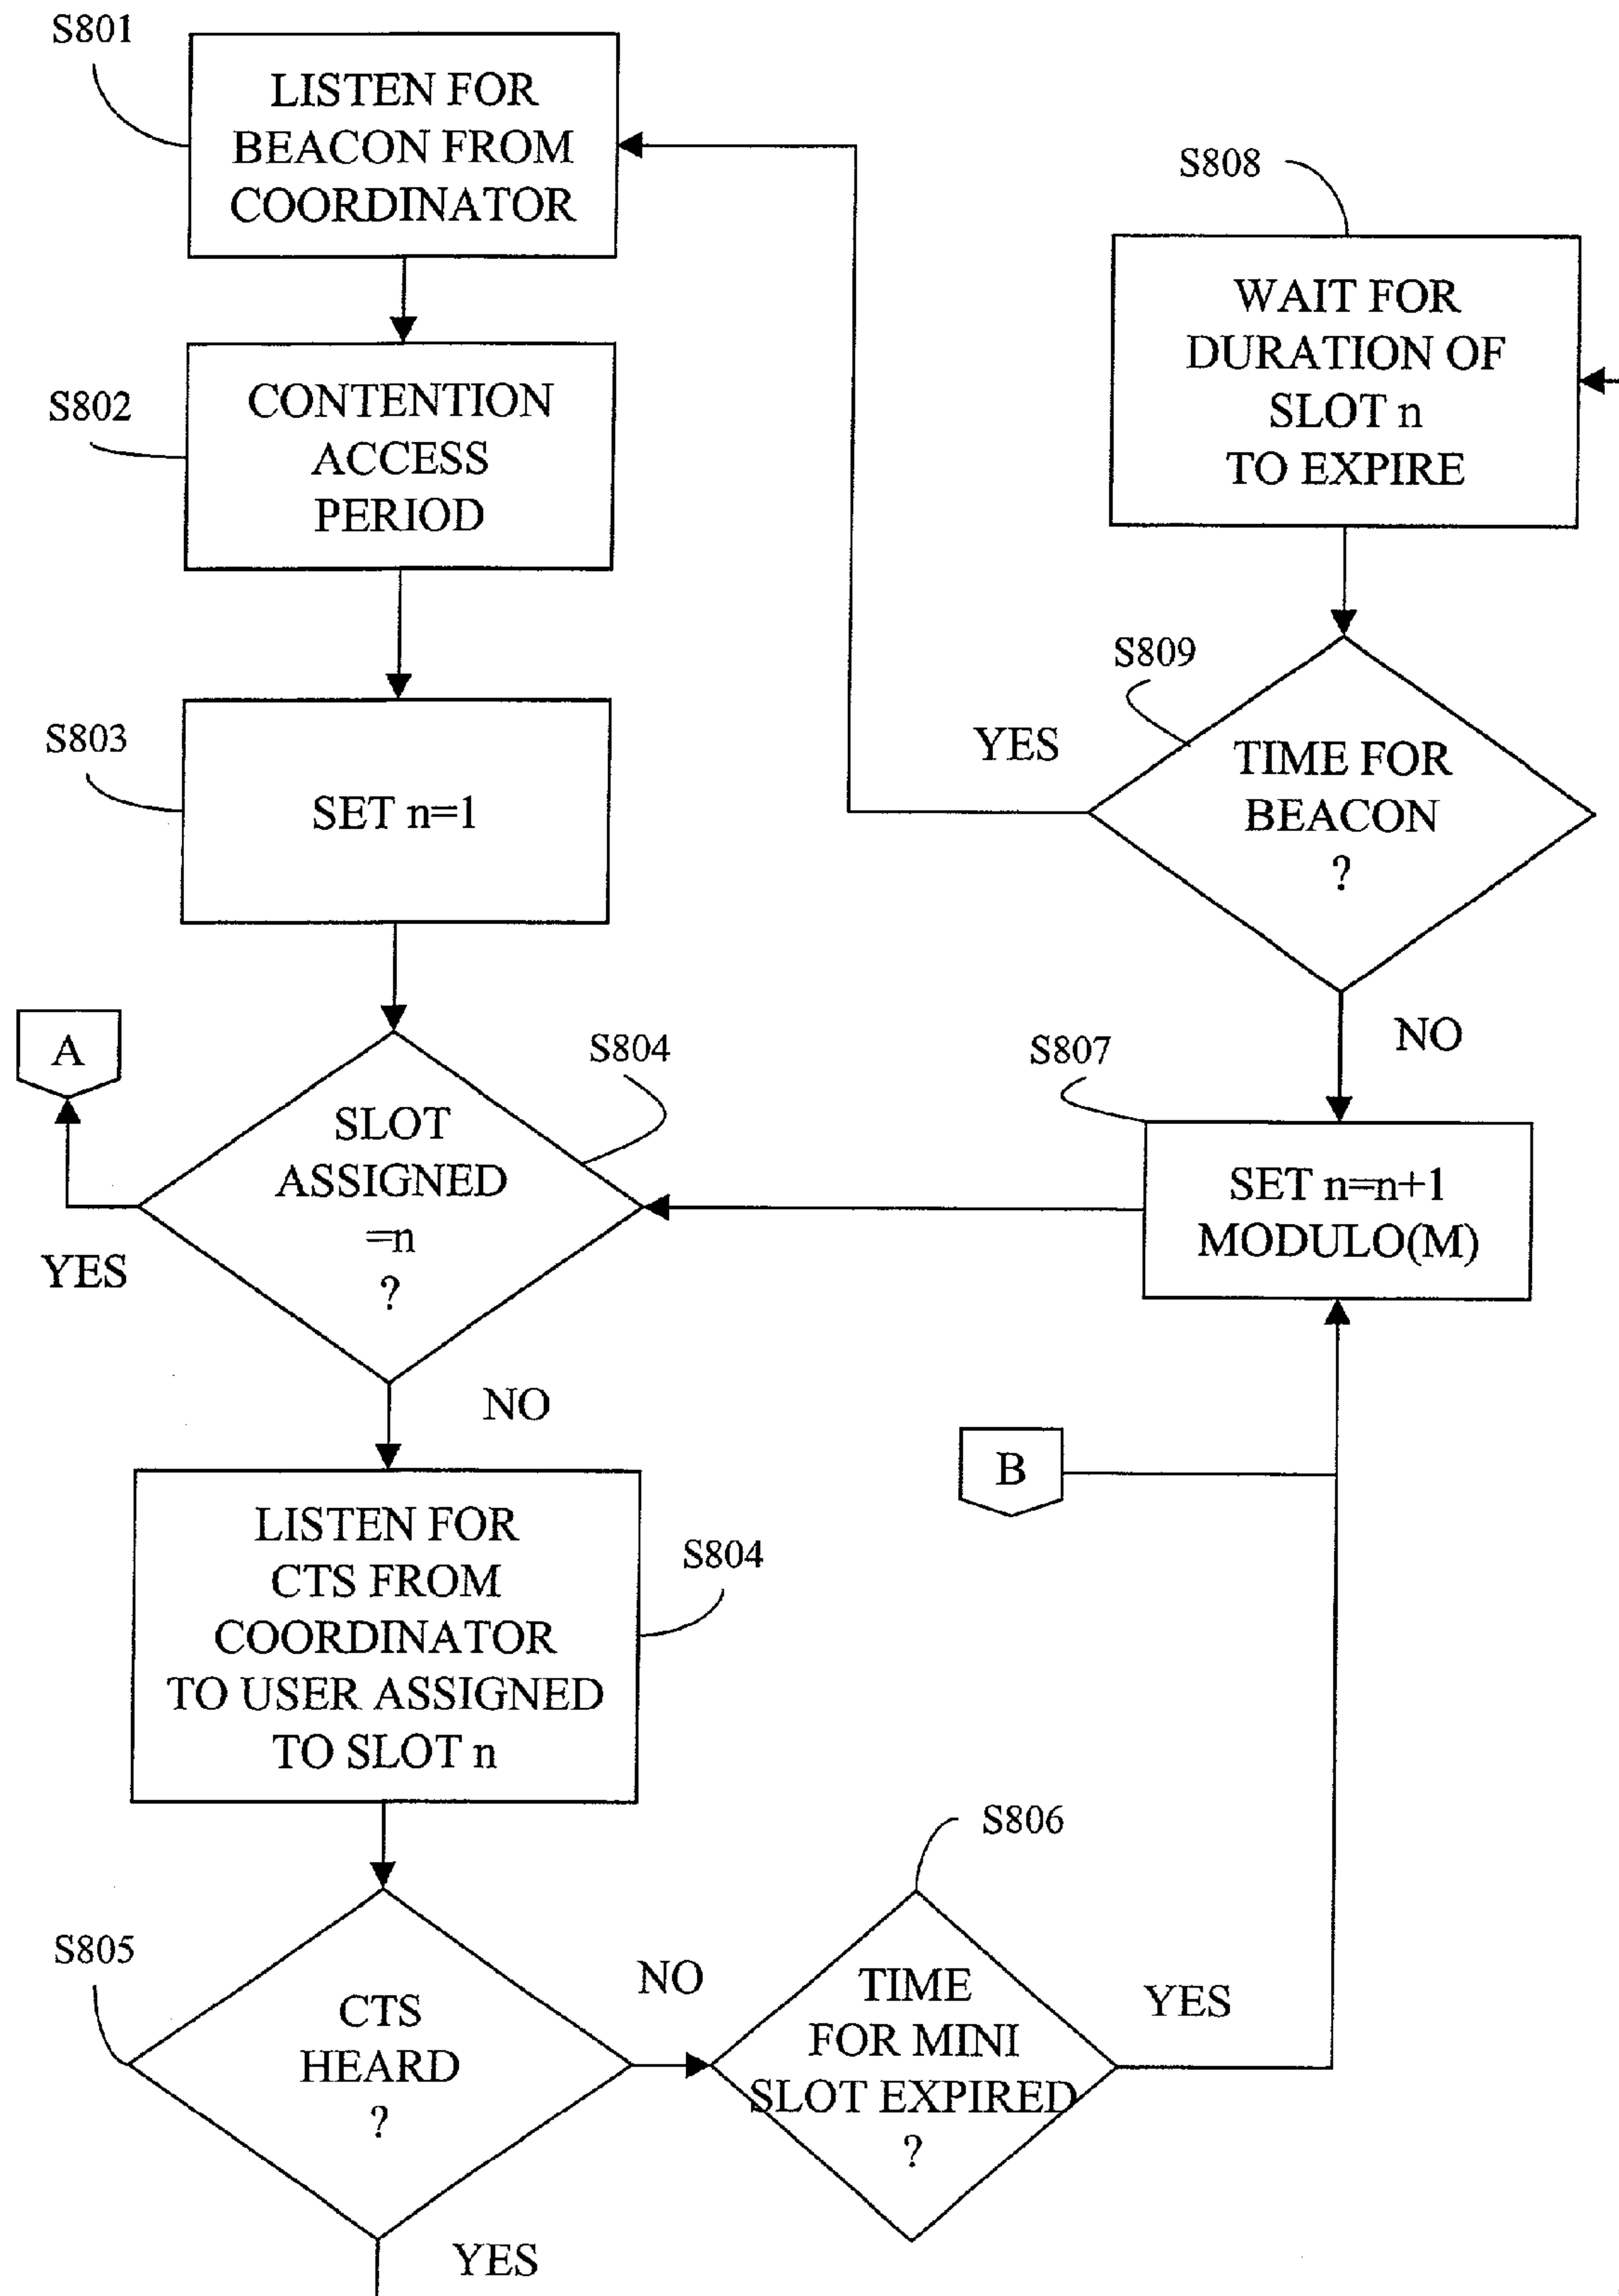 S801
LISTEN FOR
BEACON FROM
COORDINATOR
S802
CONTENTION
ACCESS
PERIOD
S803
SET n=1
A
S804
SLOT
ASSIGNED
=n
?
YES
NO
LISTEN FOR
CTS FROM
COORDINATOR
TO USER ASSIGNED
TO SLOT n
S804
S805
CTS
HEARD
?
NO
YES
S806
TIME
FOR MINI
SLOT EXPIRED
?
YES
B
S807
SET n=n+1
MODULO(M)
S808
WAIT FOR
DURATION OF
SLOT n
TO EXPIRE
S809
TIME FOR
BEACON
?
YES
NO